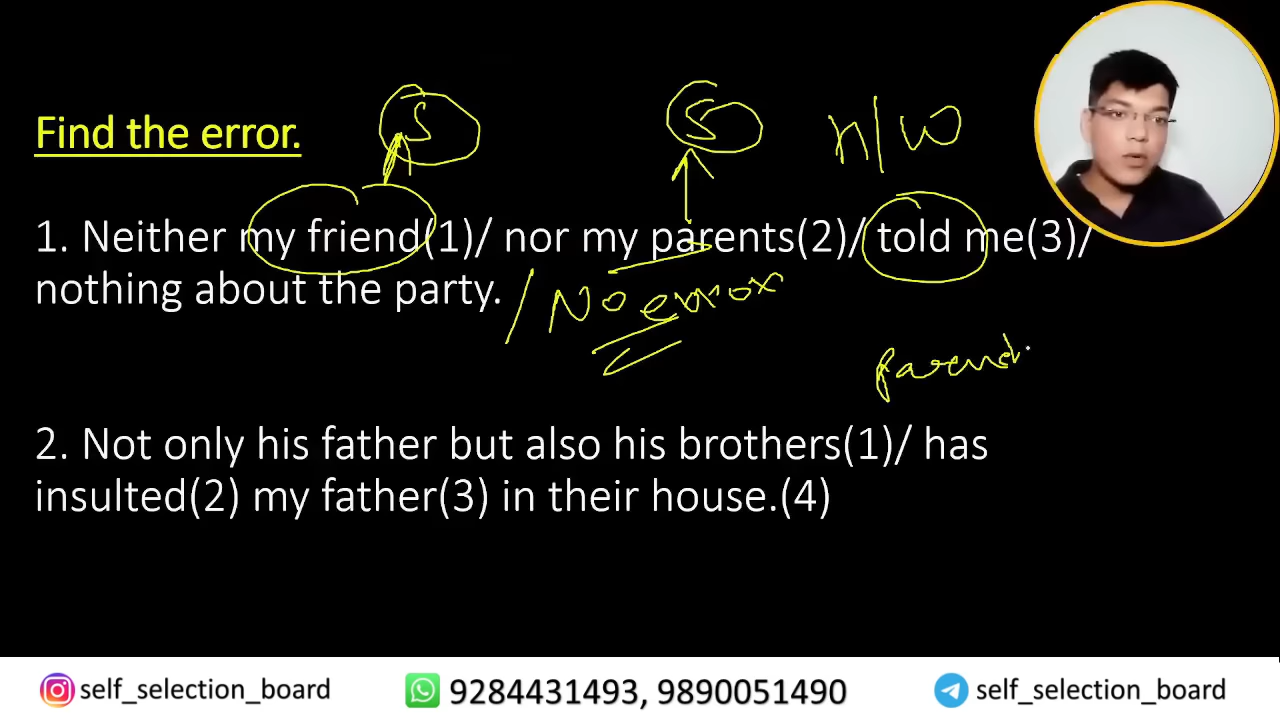 Find the error.
S
S
n/w
1. Neither my friend(1)/ nor my parents(2)/ told me(3)/
nothing about the party.
/ No error
parent
2. Not only his father but also his brothers(1)/ has
insulted(2) my father(3) in their house.(4)
self_selection_board
9284431493, 9890051490
self_selection_board